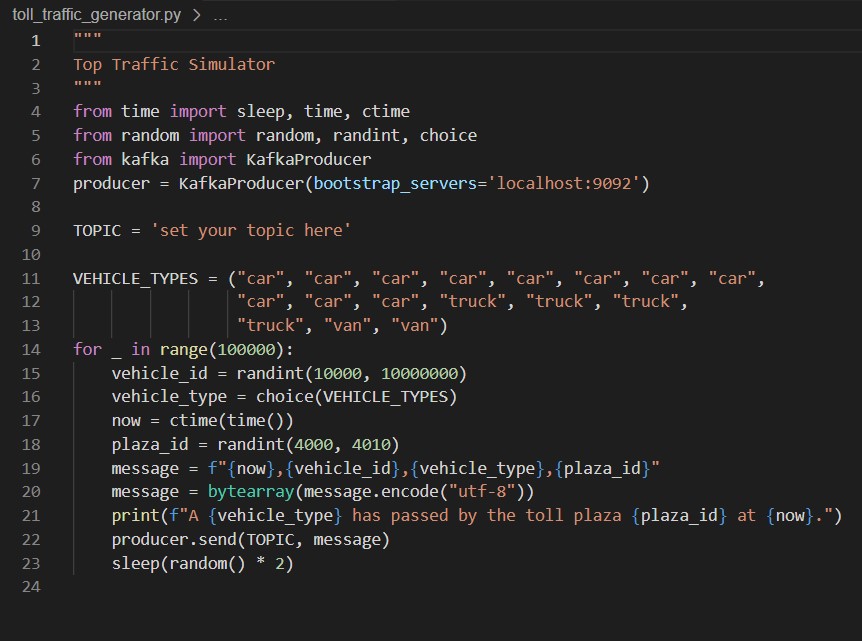 toll_traffic_generator.py > ...
1 """
2 Top Traffic Simulator
3 """
4 from time import sleep, time, ctime
5 from random import random, randint, choice
6 from kafka import KafkaProducer
7 producer = KafkaProducer(bootstrap_servers='localhost:9092')
8
9 TOPIC = 'set your topic here'
10
11 VEHICLE_TYPES = ("car", "car", "car", "car", "car", "car", "car", "car",
12                  "car", "car", "car", "truck", "truck", "truck",
13                  "truck", "van", "van")
14 for _ in range(100000):
15     vehicle_id = randint(10000, 10000000)
16     vehicle_type = choice(VEHICLE_TYPES)
17     now = ctime(time())
18     plaza_id = randint(4000, 4010)
19     message = f"{now},{vehicle_id},{vehicle_type},{plaza_id}"
20     message = bytearray(message.encode("utf-8"))
21     print(f"A {vehicle_type} has passed by the toll plaza {plaza_id} at {now}.")
22     producer.send(TOPIC, message)
23     sleep(random() * 2)
24